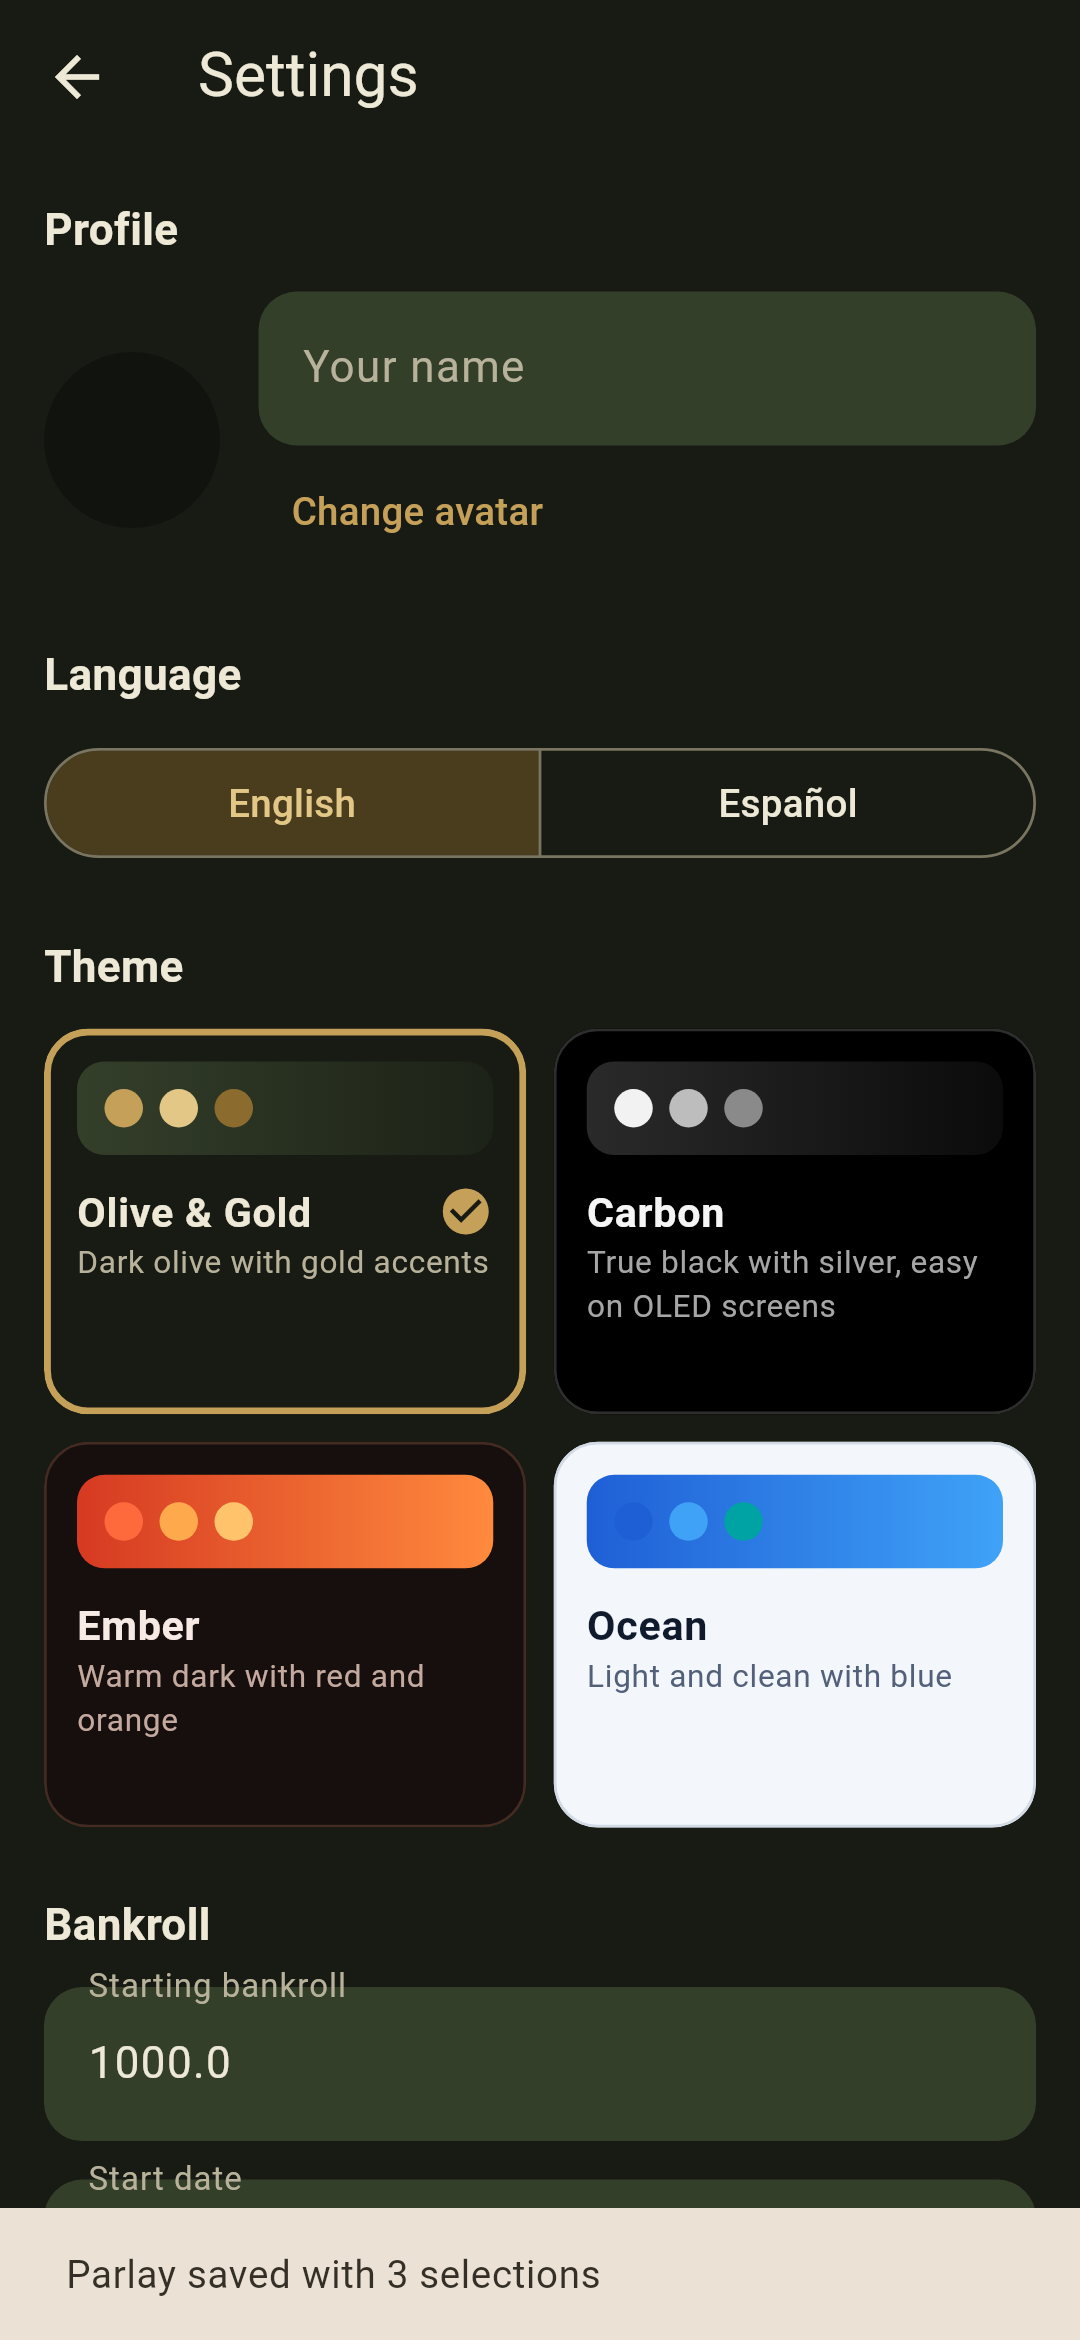 Settings
Profile
Your name
Change avatar
Language
English
Español
Theme
Olive & Gold
Dark olive with gold accents
Carbon
True black with silver, easy
on OLED screens
Ember
Warm dark with red and
orange
Ocean
Light and clean with blue
Bankroll
Starting bankroll
1000.0
Start date
Parlay saved with 3 selections